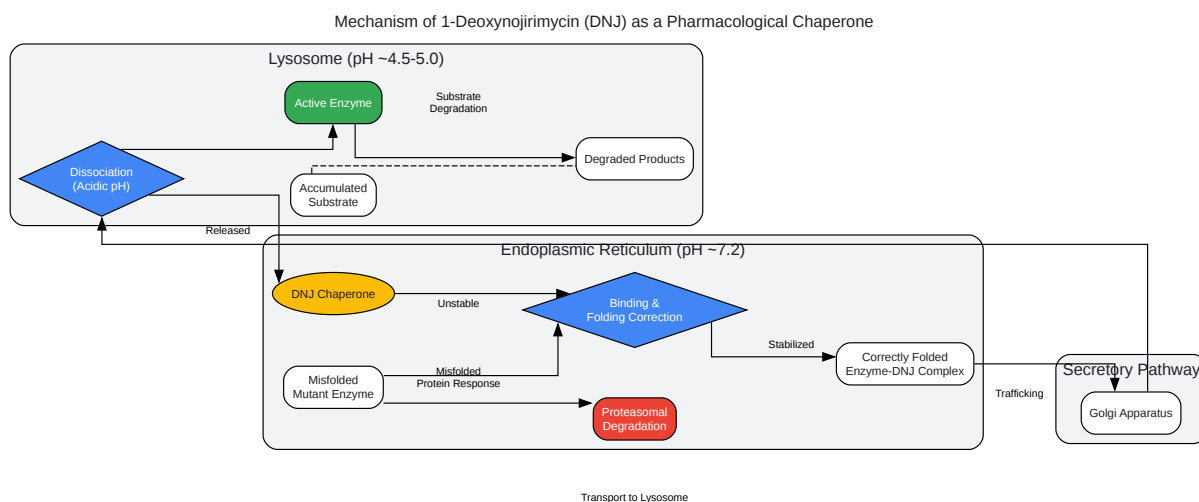 Mechanism of 1-Deoxynojirimycin (DNJ) as a Pharmacological Chaperone
Lysosome (pH ~4.5-5.0)
Active Enzyme
Substrate
Degradation
Degraded Products
Dissociation
(Acidic pH)
Accumulated
Substrate
Released
Endoplasmic Reticulum (pH ~7.2)
DNJ Chaperone
Unstable
Binding &
Folding Correction
Stabilized
Correctly Folded
Enzyme-DNJ Complex
Misfolded
Mutant Enzyme
Misfolded
Protein Response
Proteasomal
Degradation
Trafficking
Secretory Pathway
Golgi Apparatus
Transport to Lysosome